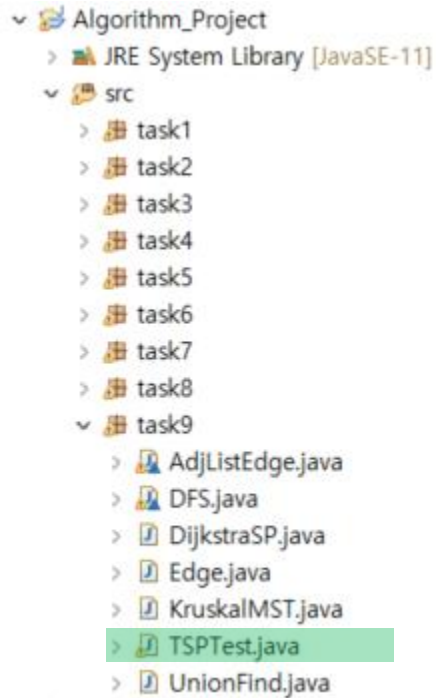 Algorithm_Project
JRE System Library [JavaSE-11]
src
task1
task2
task3
task4
task5
task6
task7
task8
task9
AdjListEdge.java
DFS.java
DijkstraSP.java
Edge.java
KruskalMST.java
TSPTest.java
UnionFind.java